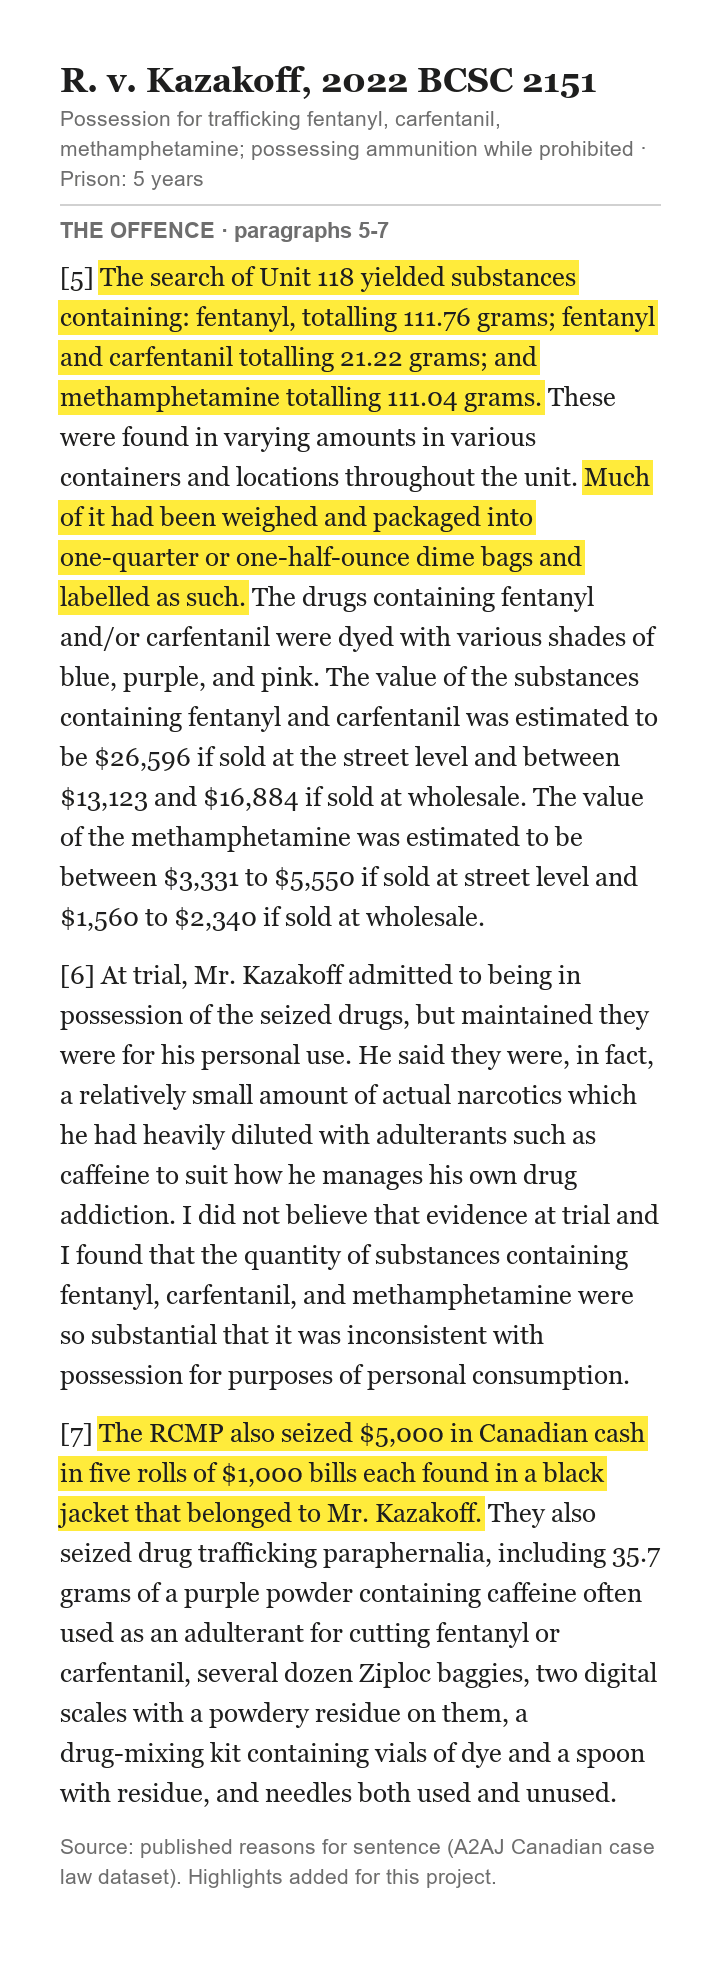 R. v. Kazakoff, 2022 BCSC 2151
Possession for trafficking fentanyl, carfentanil,
methamphetamine; possessing ammunition while prohibited ·
Prison: 5 years
THE OFFENCE · paragraphs 5-7
[5] The search of Unit 118 yielded substances
containing: fentanyl, totalling 111.76 grams; fentanyl
and carfentanil totalling 21.22 grams; and
methamphetamine totalling 111.04 grams. These
were found in varying amounts in various
containers and locations throughout the unit. Much
of it had been weighed and packaged into
one-quarter or one-half-ounce dime bags and
labelled as such. The drugs containing fentanyl
and/or carfentanil were dyed with various shades of
blue, purple, and pink. The value of the substances
containing fentanyl and carfentanil was estimated to
be $26,596 if sold at the street level and between
$13,123 and $16,884 if sold at wholesale. The value
of the methamphetamine was estimated to be
between $3,331 to $5,550 if sold at street level and
$1,560 to $2,340 if sold at wholesale.
[6] At trial, Mr. Kazakoff admitted to being in
possession of the seized drugs, but maintained they
were for his personal use. He said they were, in fact,
a relatively small amount of actual narcotics which
he had heavily diluted with adulterants such as
caffeine to suit how he manages his own drug
addiction. I did not believe that evidence at trial and
I found that the quantity of substances containing
fentanyl, carfentanil, and methamphetamine were
so substantial that it was inconsistent with
possession for purposes of personal consumption.
[7] The RCMP also seized $5,000 in Canadian cash
in five rolls of $1,000 bills each found in a black
jacket that belonged to Mr. Kazakoff. They also
seized drug trafficking paraphernalia, including 35.7
grams of a purple powder containing caffeine often
used as an adulterant for cutting fentanyl or
carfentanil, several dozen Ziploc baggies, two digital
scales with a powdery residue on them, a
drug-mixing kit containing vials of dye and a spoon
with residue, and needles both used and unused.
Source: published reasons for sentence (A2AJ Canadian case
law dataset). Highlights added for this project.